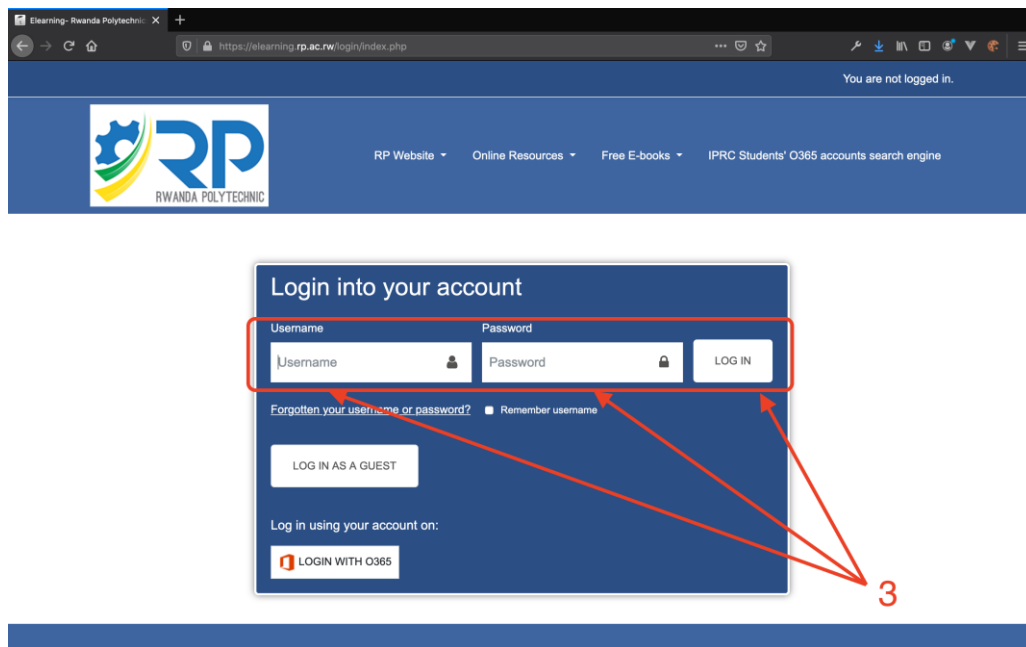 Elearning- Rwanda Polytechnic
https://elearning.rp.ac.rw/login/index.php
You are not logged in.
RP
RWANDA POLYTECHNIC
RP Website Online Resources Free E-books IPRC Students' O365 accounts search engine
Login into your account
Username Password
Username Password LOG IN
Forgotten your username or password? Remember username
LOG IN AS A GUEST
Log in using your account on:
LOGIN WITH O365
3